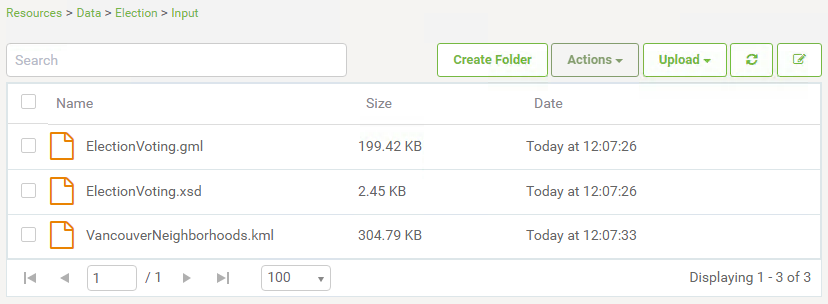 Resources > Data > Election > Input
Search Create Folder Actions Upload
Name Size Date
ElectionVoting.gml 199.42 KB Today at 12:07:26
ElectionVoting.xsd 2.45 KB Today at 12:07:26
VancouverNeighborhoods.kml 304.79 KB Today at 12:07:33
1 / 1 100 Displaying 1 - 3 of 3